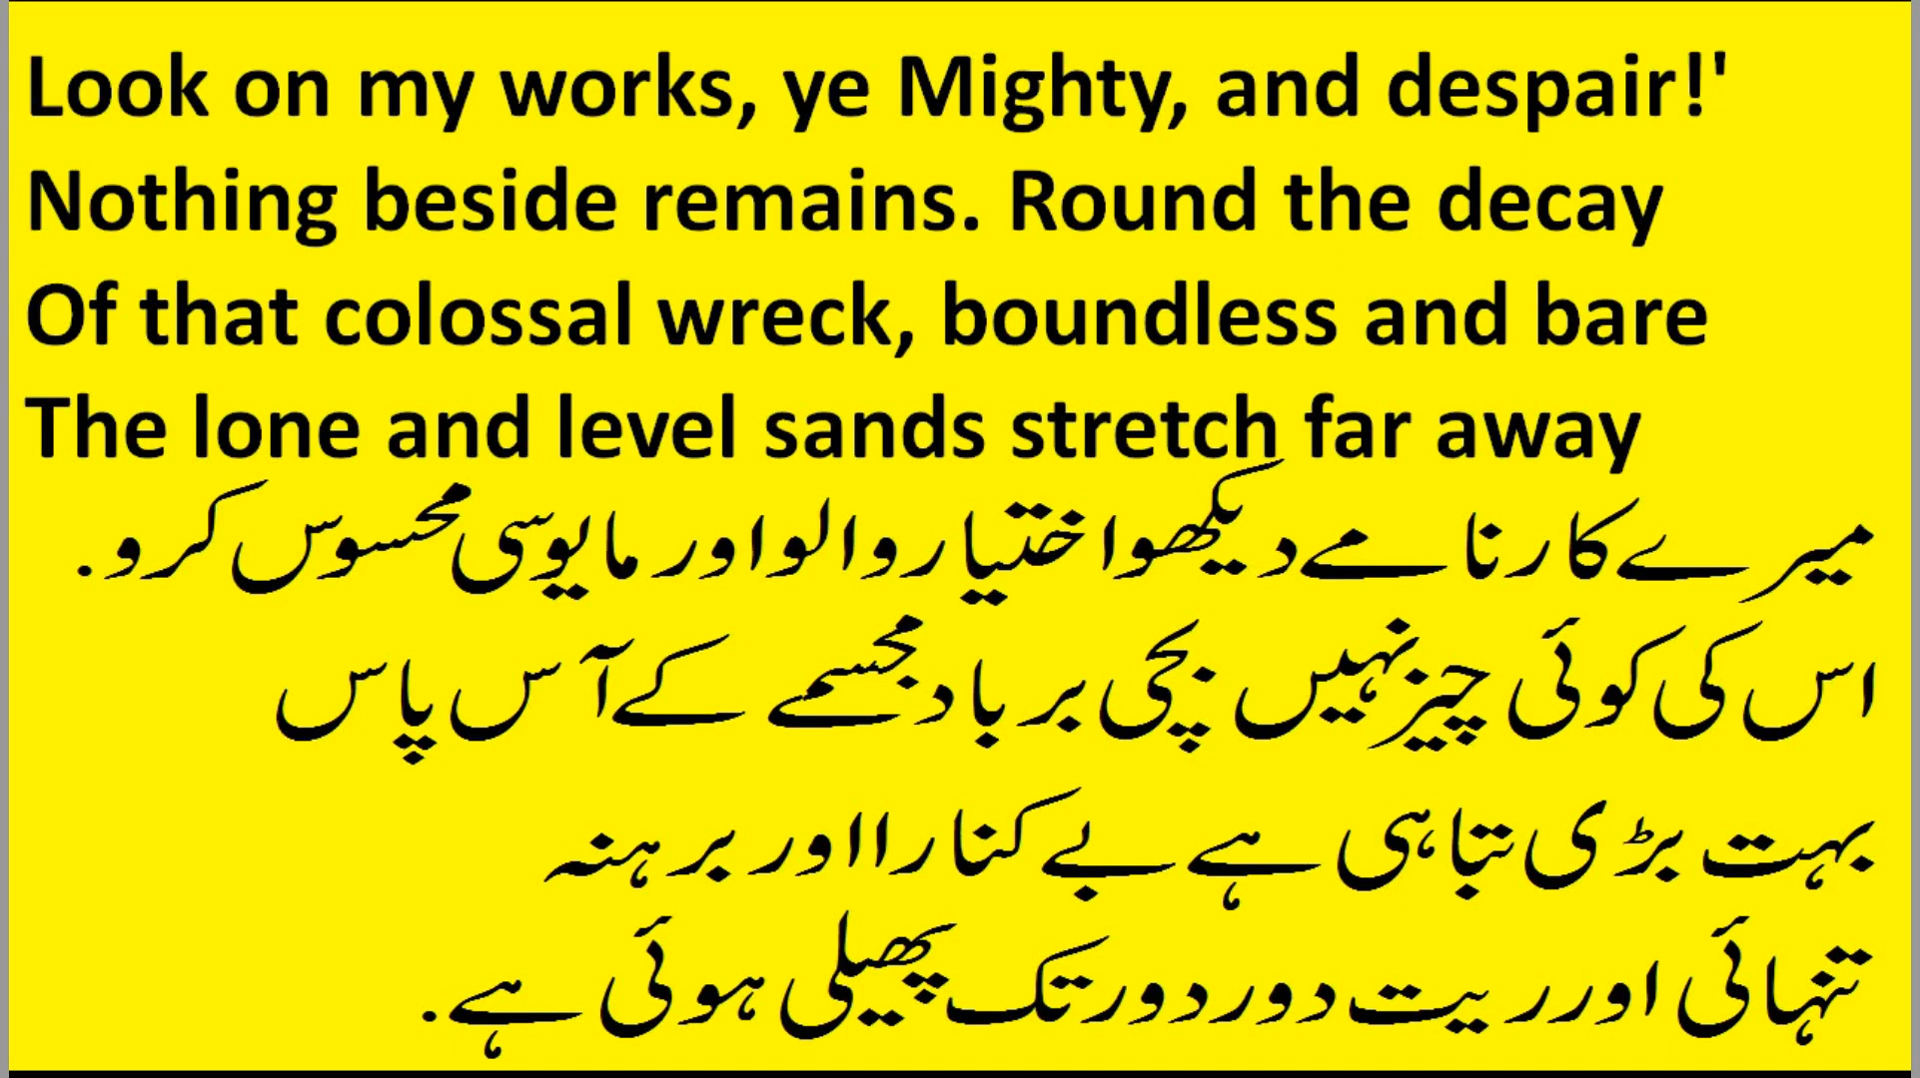 Look on my works, ye Mighty, and despair!'
Nothing beside remains. Round the decay
Of that colossal wreck, boundless and bare
The lone and level sands stretch far away
میرے کارنامے دیکھو اختیار والو اور مایوسی محسوس کرو.
اس کی کوئی چیز نہیں بچی برباد مجسمے کے آس پاس
بہت بڑی تباہی ہے بے کنارا اور برہنہ
تنہائی اور ریت دور دور تک پھیلی ہوئی ہے.